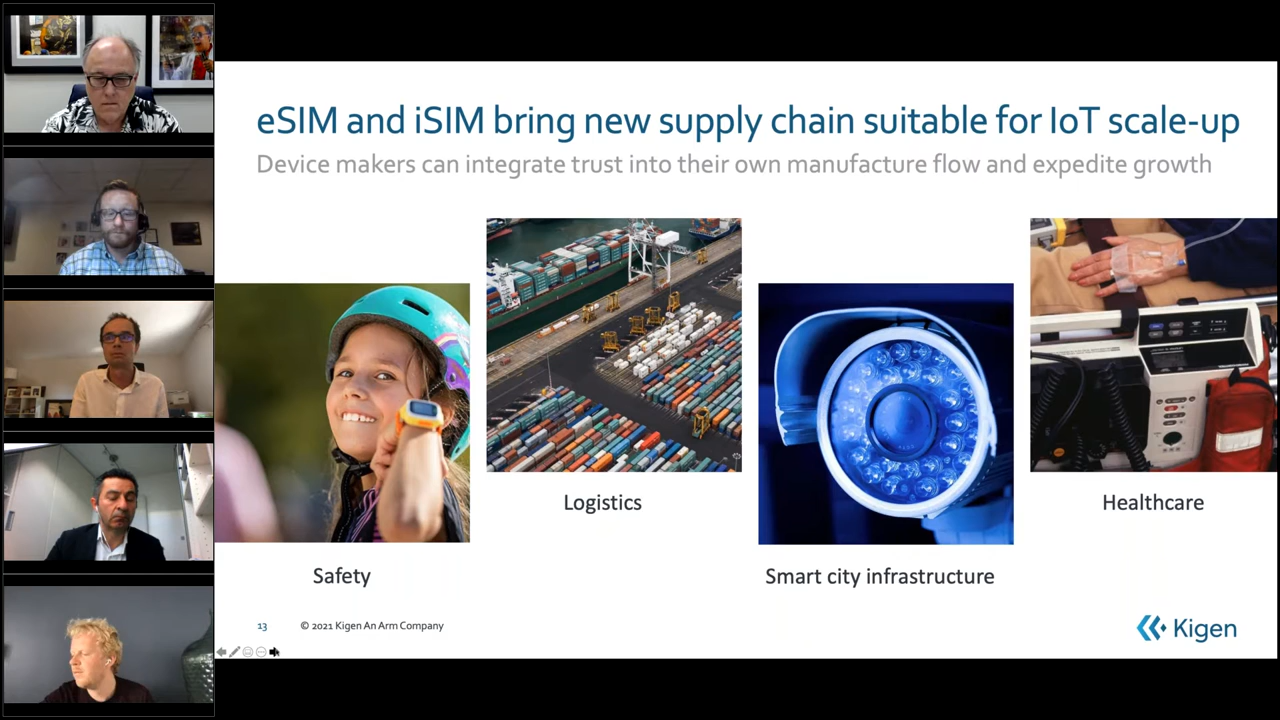 eSIM and iSIM bring new supply chain suitable for IoT scale-up
Device makers can integrate trust into their own manufacture flow and expedite growth
Logistics
Healthcare
Safety
Smart city infrastructure
13
© 2021 Kigen An Arm Company
Kigen